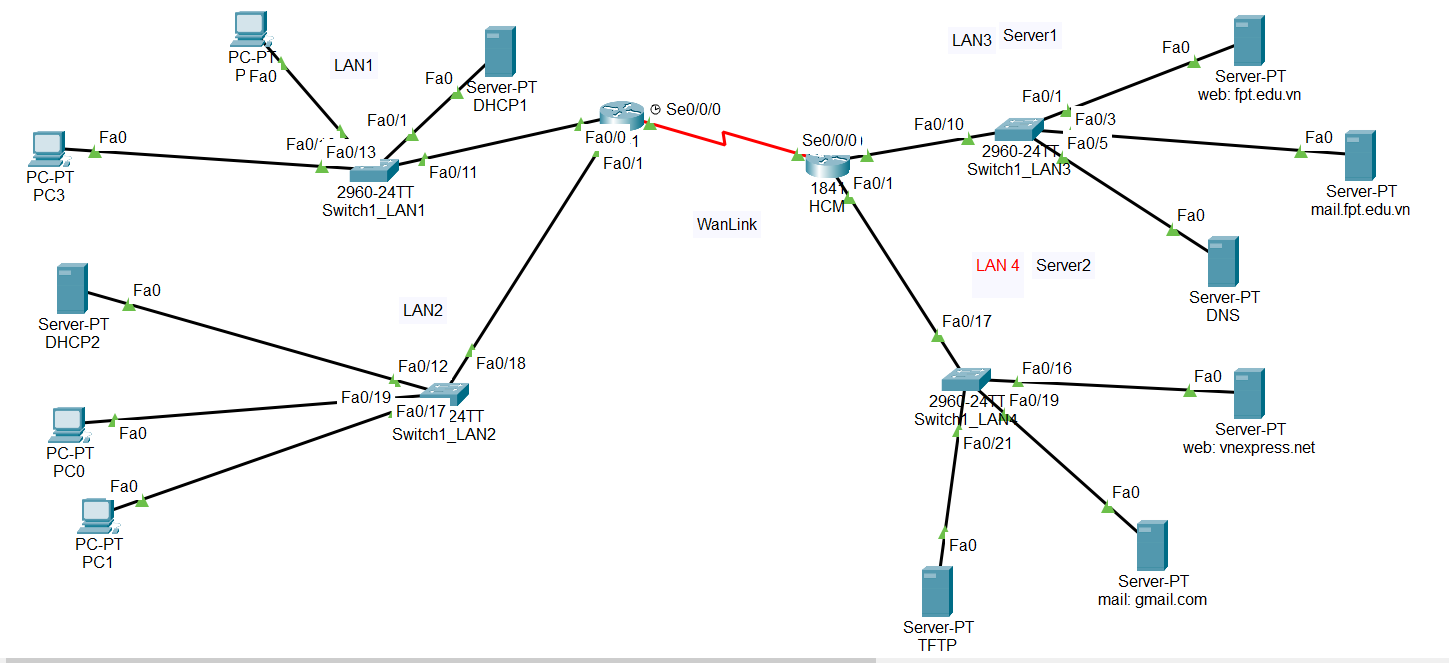 PC-PT
P
Fa0
LAN1
Fa0
Server-PT
DHCP1
Fa0/1
Fa0
PC-PT
PC3
Fa0/13
Fa0/11
2960-24TT
Switch1_LAN1
Fa0/0
1
Fa0/1
Se0/0/0
WanLink
Se0/0/0
1841
HCM
Fa0/1
LAN3
Server1
Fa0
Server-PT
web: fpt.edu.vn
Fa0/1
Fa0/3
Fa0/10
Fa0/5
2960-24TT
Switch1_LAN3
Fa0
Server-PT
mail.fpt.edu.vn
Fa0
Server-PT
DNS
LAN 4
Server2
Fa0/17
Fa0/16
Fa0/19
2960-24TT
Switch1_LAN4
Fa0/21
Fa0
Server-PT
web: vnexpress.net
Fa0
Server-PT
mail: gmail.com
Fa0
Server-PT
TFTP
LAN2
Fa0
Server-PT
DHCP2
Fa0/12
Fa0/18
Fa0/19
Fa0/17
24TT
Switch1_LAN2
Fa0
PC-PT
PC0
Fa0
PC-PT
PC1